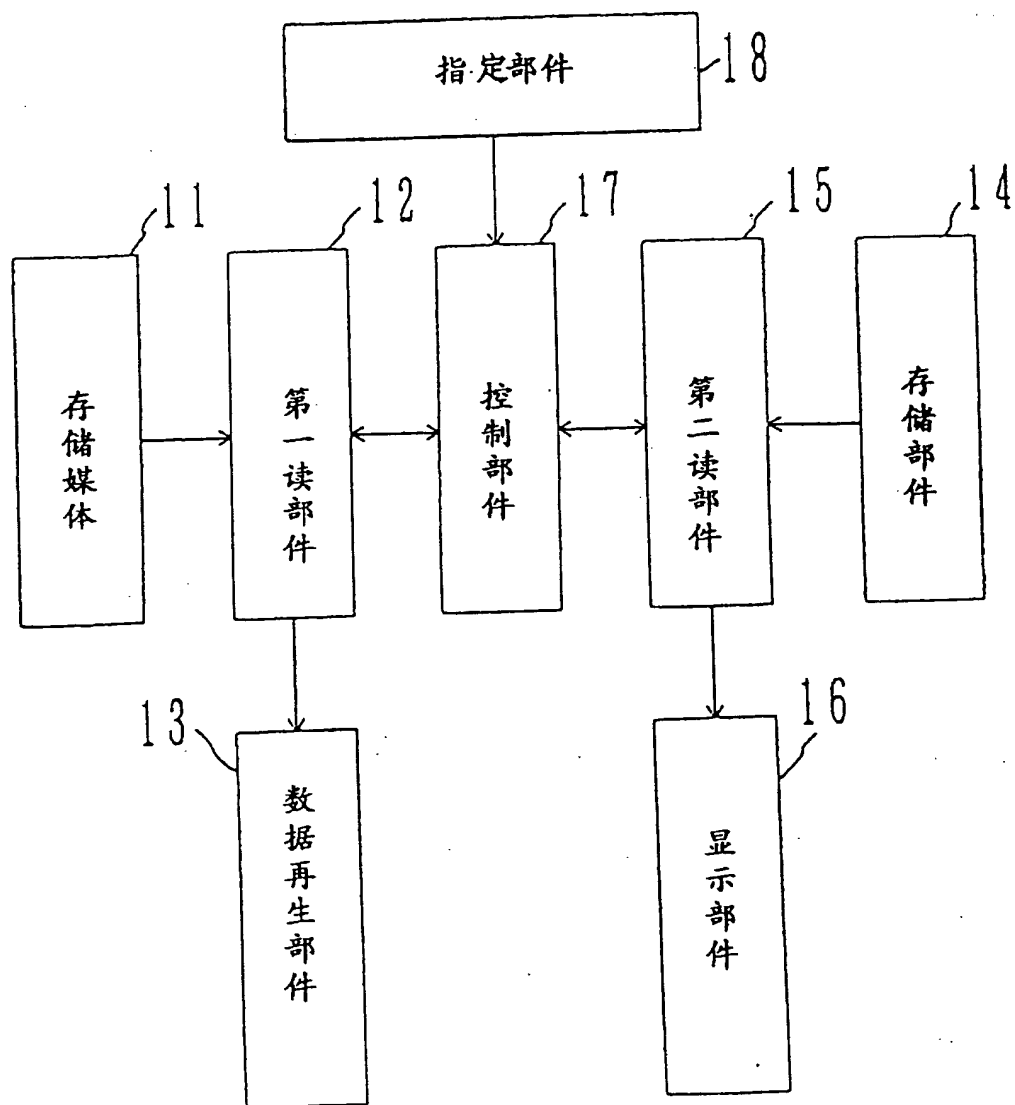 指定部件
18
11
12
17
15
14
存储媒体
第一读部件
控制部件
第二读部件
存储部件
13
16
数据再生部件
显示部件